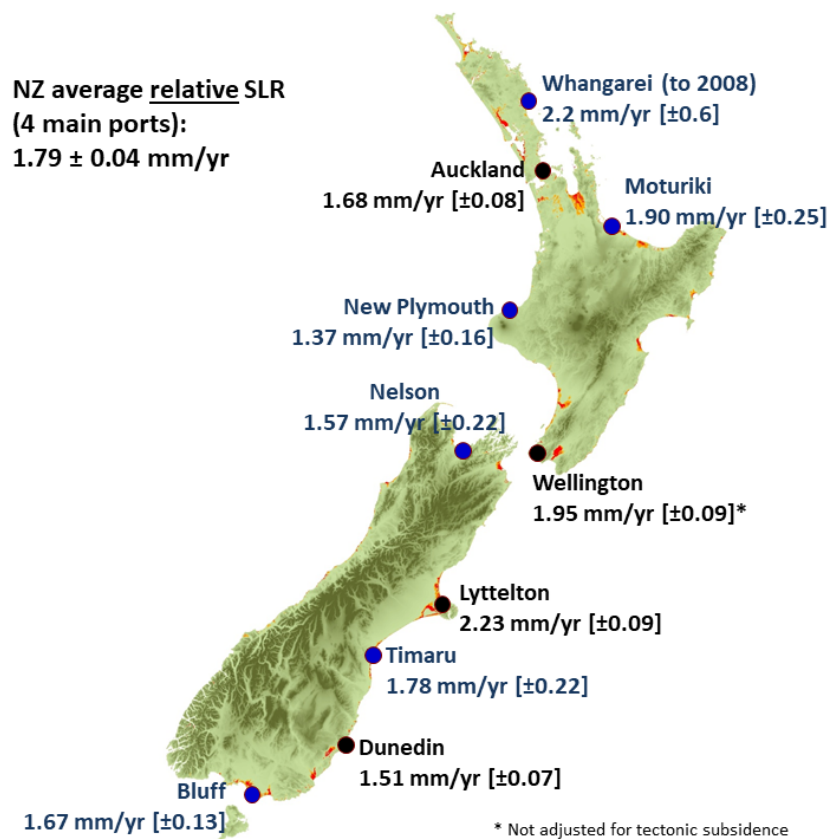 NZ average relative SLR
(4 main ports):
1.79 ± 0.04 mm/yr
Whangarei (to 2008)
2.2 mm/yr [±0.6]
Auckland
1.68 mm/yr [±0.08]
Moturiki
1.90 mm/yr [±0.25]
New Plymouth
1.37 mm/yr [±0.16]
Nelson
1.57 mm/yr [±0.22]
Wellington
1.95 mm/yr [±0.09]*
Lyttelton
2.23 mm/yr [±0.09]
Timaru
1.78 mm/yr [±0.22]
Dunedin
1.51 mm/yr [±0.07]
Bluff
1.67 mm/yr [±0.13]
* Not adjusted for tectonic subsidence